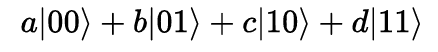 a|00⟩ + b|01⟩ + c|10⟩ + d|11⟩